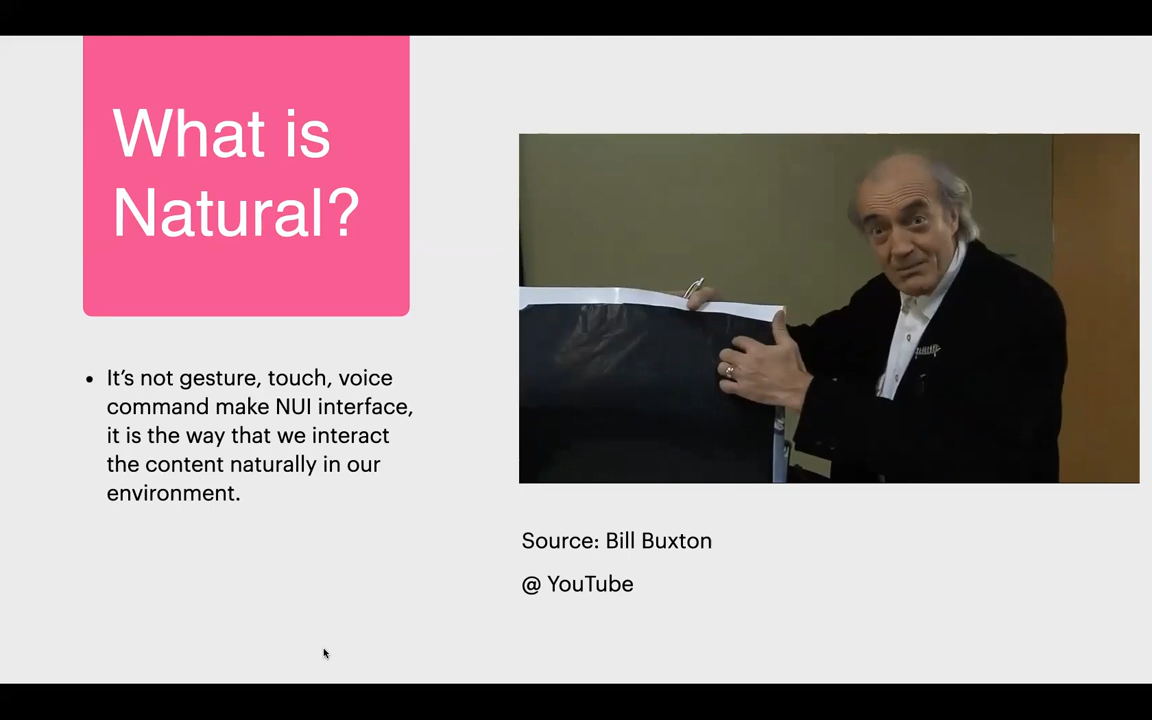 What is
Natural?
• It’s not gesture, touch, voice
command make NUI interface,
it is the way that we interact
the content naturally in our
environment.
Source: Bill Buxton
@ YouTube